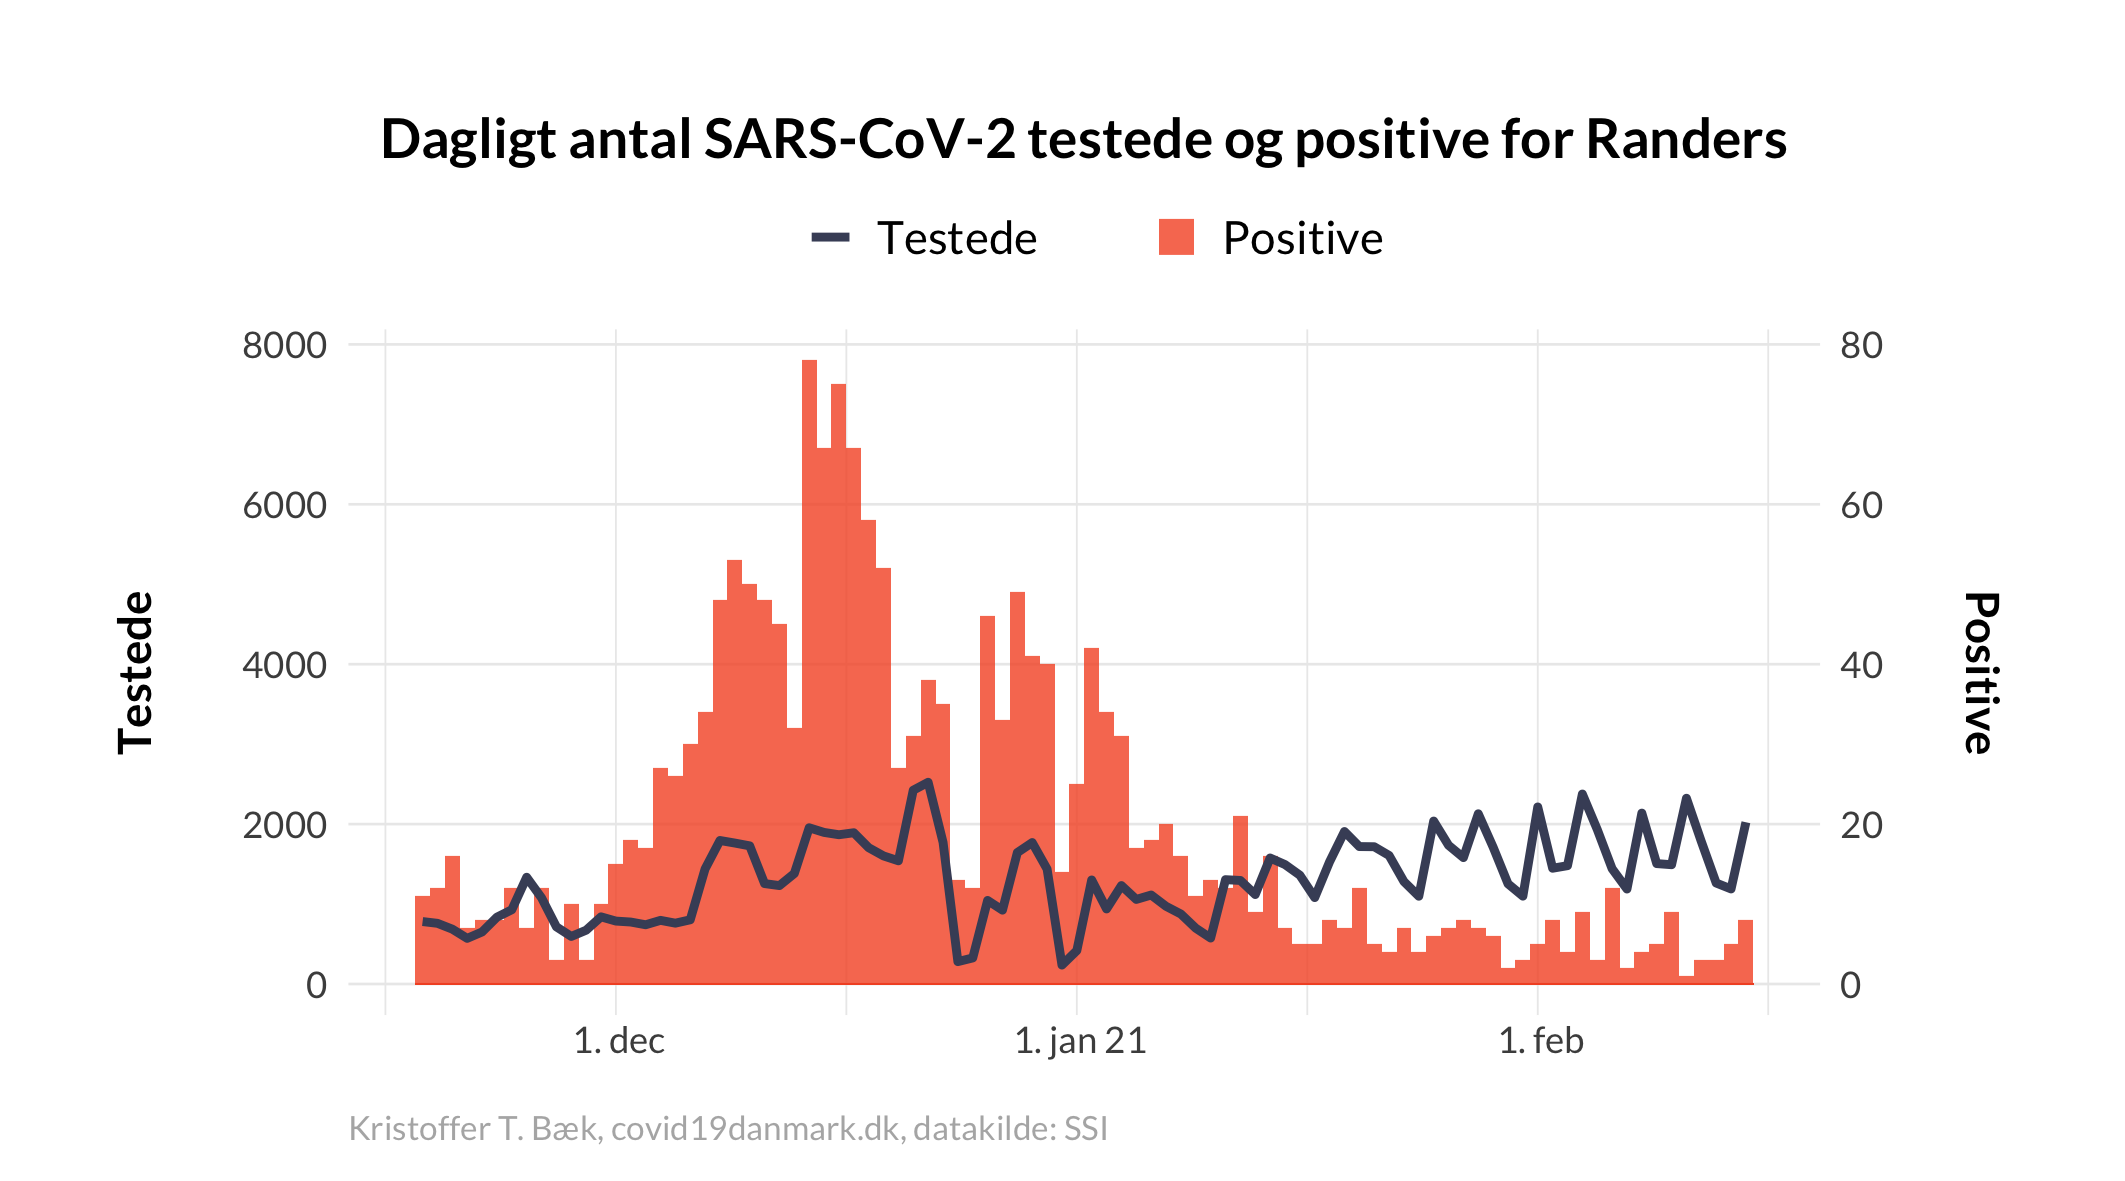 Dagligt antal SARS-CoV-2 testede og positive for Randers
Testede
Positive
8000
6000
4000
2000
0
Testede
80
60
40
20
0
Positive
1. dec
1. jan 21
1. feb
Kristoffer T. Bæk, covid19danmark.dk, datakilde: SSI